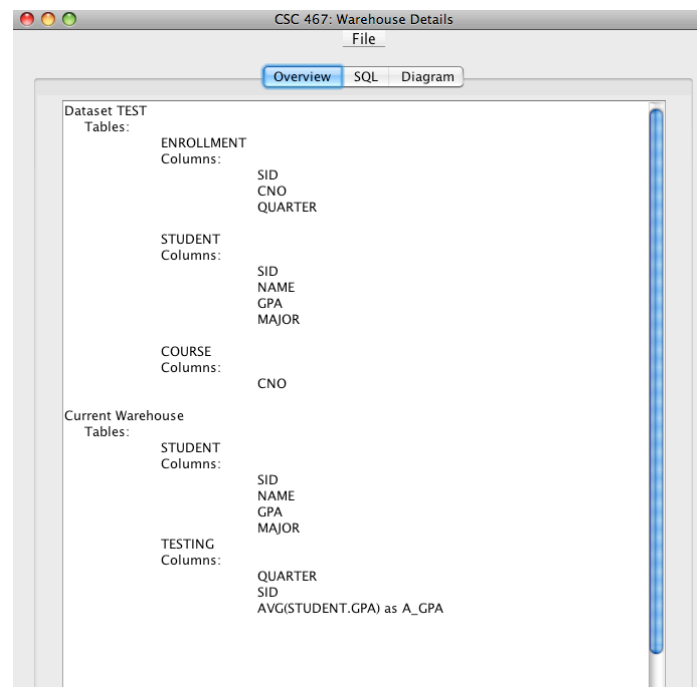 CSC 467: Warehouse Details
File
Overview SQL Diagram
Dataset TEST
Tables:
ENROLLMENT
Columns:
SID
CNO
QUARTER
STUDENT
Columns:
SID
NAME
GPA
MAJOR
COURSE
Columns:
CNO
Current Warehouse
Tables:
STUDENT
Columns:
SID
NAME
GPA
MAJOR
TESTING
Columns:
QUARTER
SID
AVG(STUDENT.GPA) as A_GPA